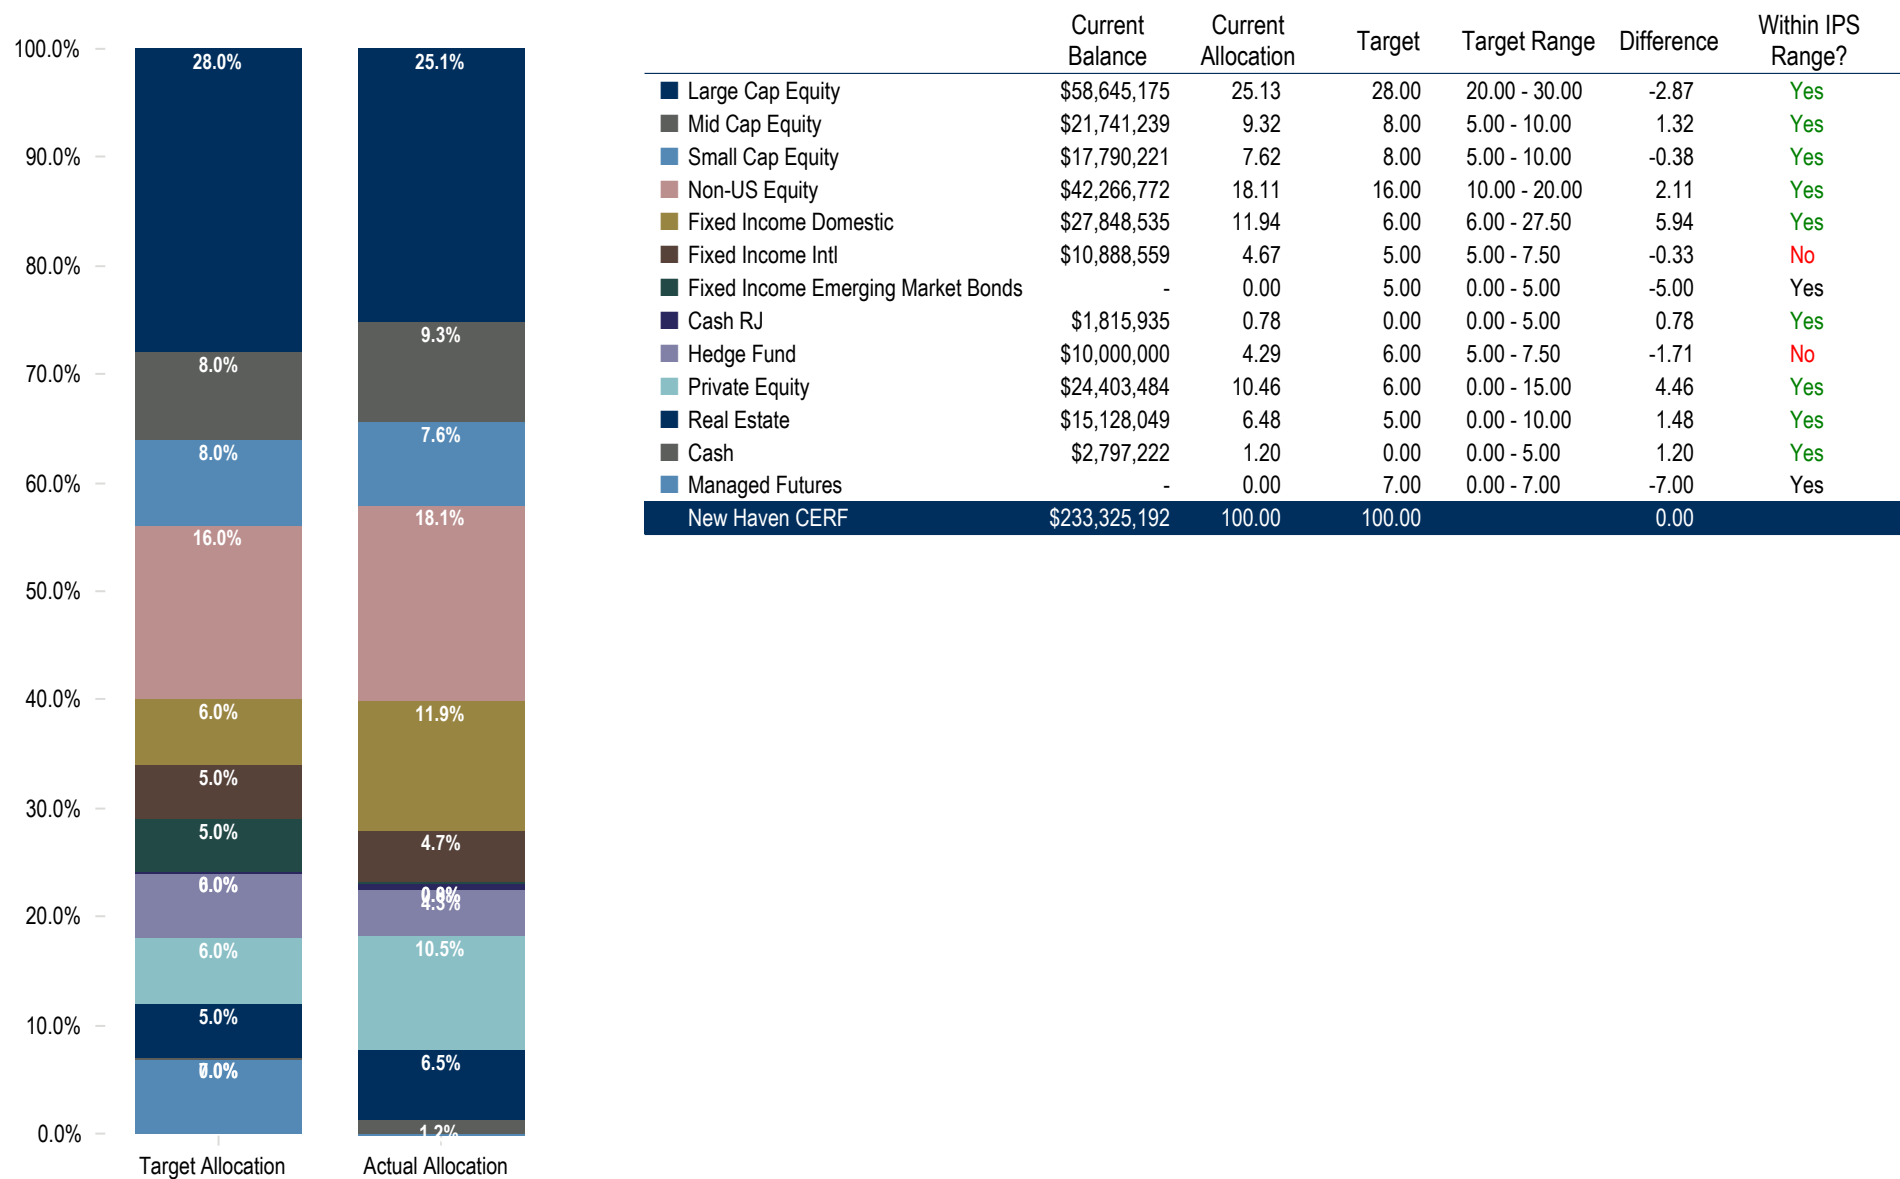 100.0%
90.0%
80.0%
70.0%
60.0%
50.0%
40.0%
30.0%
20.0%
10.0%
0.0%
28.0%
8.0%
8.0%
16.0%
6.0%
5.0%
5.0%
6.0%
5.0%
Target Allocation
25.1%
9.3%
7.6%
18.1%
11.9%
4.7%
4.3%
10.5%
6.5%
1.2%
Actual Allocation
Current Balance Current Allocation Target Target Range Difference Within IPS Range?
Large Cap Equity $58,645,175 25.13 28.00 20.00 - 30.00 -2.87 Yes
Mid Cap Equity $21,741,239 9.32 8.00 5.00 - 10.00 1.32 Yes
Small Cap Equity $17,790,221 7.62 8.00 5.00 - 10.00 -0.38 Yes
Non-US Equity $42,266,772 18.11 16.00 10.00 - 20.00 2.11 Yes
Fixed Income Domestic $27,848,535 11.94 6.00 6.00 - 27.50 5.94 Yes
Fixed Income Intl $10,888,559 4.67 5.00 5.00 - 7.50 -0.33 No
Fixed Income Emerging Market Bonds - 0.00 5.00 0.00 - 5.00 -5.00 Yes
Cash RJ $1,815,935 0.78 0.00 0.00 - 5.00 0.78 Yes
Hedge Fund $10,000,000 4.29 6.00 5.00 - 7.50 -1.71 No
Private Equity $24,403,484 10.46 6.00 0.00 - 15.00 4.46 Yes
Real Estate $15,128,049 6.48 5.00 0.00 - 10.00 1.48 Yes
Cash $2,797,222 1.20 0.00 0.00 - 5.00 1.20 Yes
Managed Futures - 0.00 7.00 0.00 - 7.00 -7.00 Yes
New Haven CERF $233,325,192 100.00 100.00 0.00